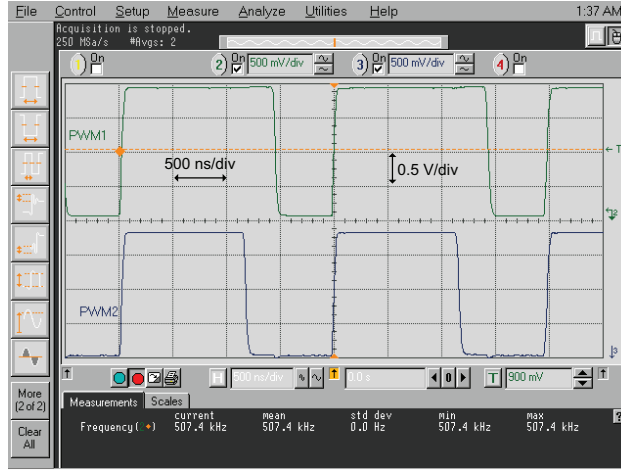 File Control Setup Measure Analyze Utilities Help 1:37 AM
Acquisition is stopped.
250 MSa/s #Avgs: 2
1 On 2 On 500 mV/div 3 On 500 mV/div 4 On
PWM1
T
500 ns/div
0.5 V/div
PWM2
3
H 500 ns/div T 0.0 s 0 T 900 mV
More
(2 of 2)
Clear
All
Measurements Scales
current mean std dev min max
Frequency(2) 507.4 kHz 507.4 kHz 0.0 Hz 507.4 kHz 507.4 kHz
?